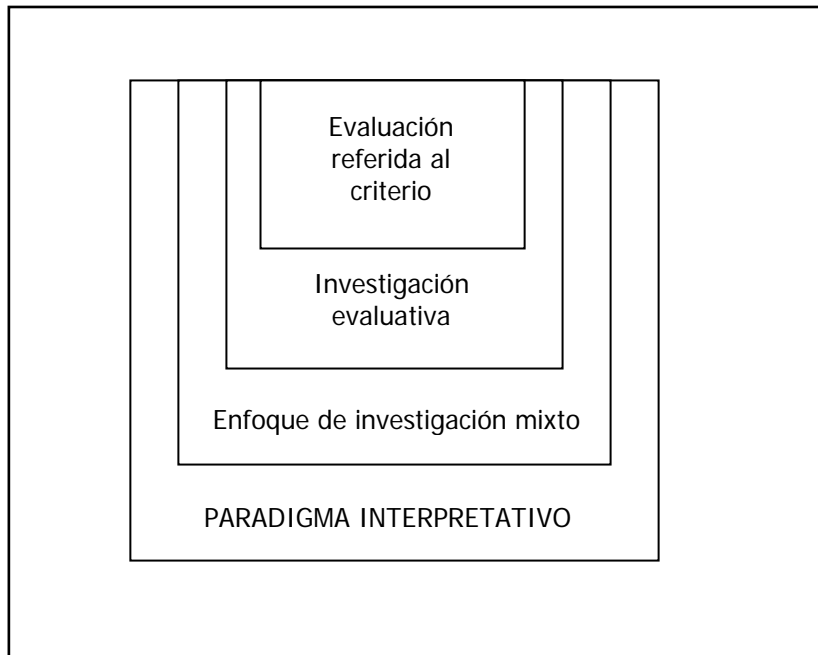 Evaluación
referida al
criterio
Investigación
evaluativa
Enfoque de investigación mixto
PARADIGMA INTERPRETATIVO